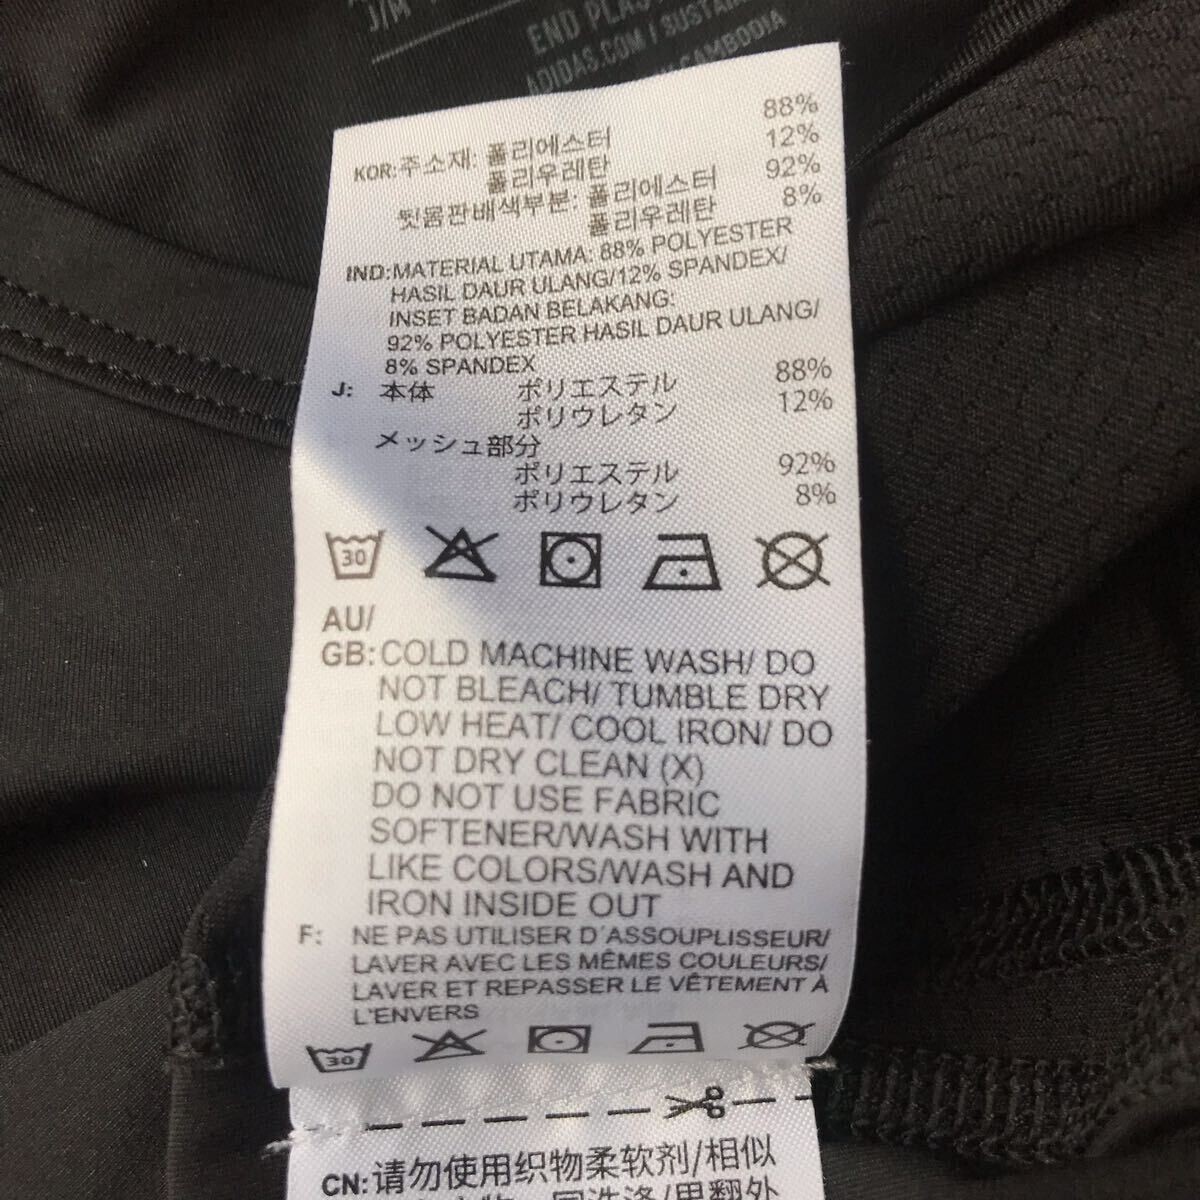 J/M
END PLAS
ADIDAS.COM / SUSTAI
CAMBODIA
KOR:주소재: 폴리에스터 88%
폴리우레탄 12%
뒷몸판배색부분: 폴리에스터 92%
폴리우레탄 8%
IND:MATERIAL UTAMA: 88% POLYESTER
HASIL DAUR ULANG/12% SPANDEX/
INSET BADAN BELAKANG:
92% POLYESTER HASIL DAUR ULANG/
8% SPANDEX
J: 本体 ポリエステル 88%
ポリウレタン 12%
メッシュ部分
ポリエステル 92%
ポリウレタン 8%
30
AU/
GB:COLD MACHINE WASH/ DO
NOT BLEACH/ TUMBLE DRY
LOW HEAT/ COOL IRON/ DO
NOT DRY CLEAN (X)
DO NOT USE FABRIC
SOFTENER/WASH WITH
LIKE COLORS/WASH AND
IRON INSIDE OUT
F: NE PAS UTILISER D´ASSOUPLISSEUR/
LAVER AVEC LES MÊMES COULEURS/
LAVER ET REPASSER LE VÊTEMENT À
L'ENVERS
30
CN:请勿使用织物柔软剂/相似